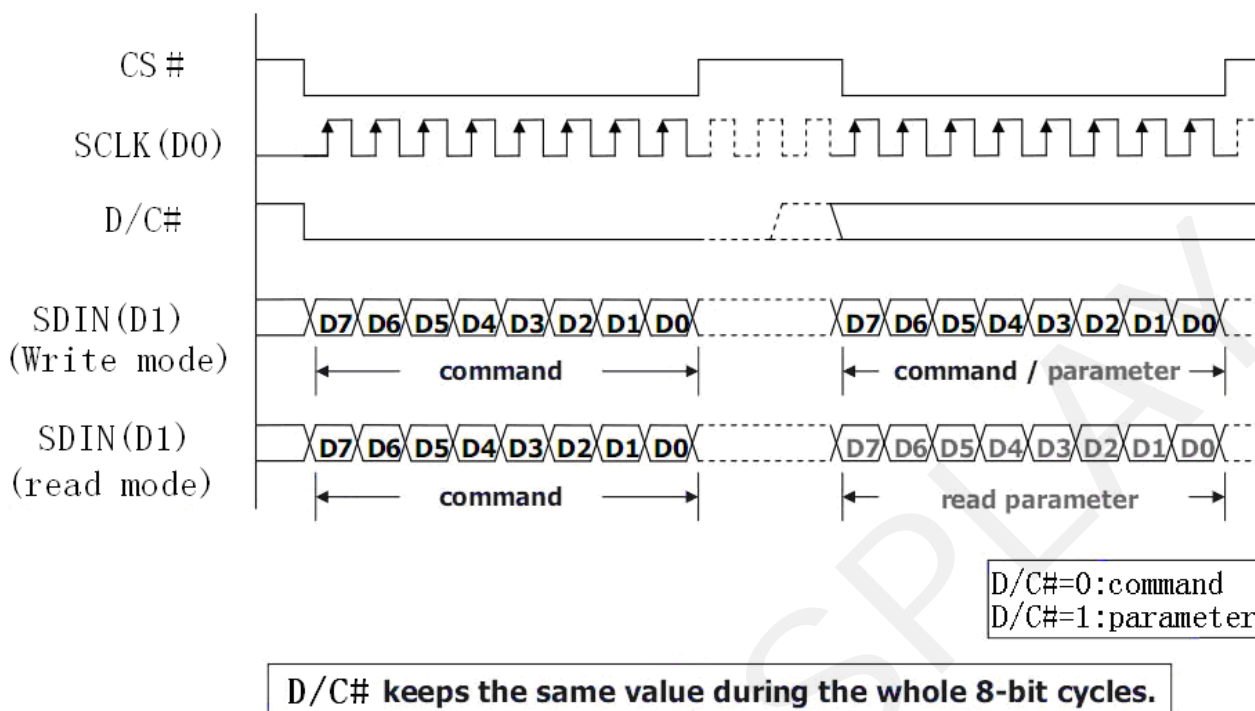 CS#
SCLK(D0)
D/C#
SDIN(D1)
(Write mode)
D7 D6 D5 D4 D3 D2 D1 D0
D7 D6 D5 D4 D3 D2 D1 D0
command
command / parameter
SDIN(D1)
(read mode)
D7 D6 D5 D4 D3 D2 D1 D0
D7 D6 D5 D4 D3 D2 D1 D0
command
read parameter
D/C#=0:command
D/C#=1:parameter
D/C# keeps the same value during the whole 8-bit cycles.
SPLAY